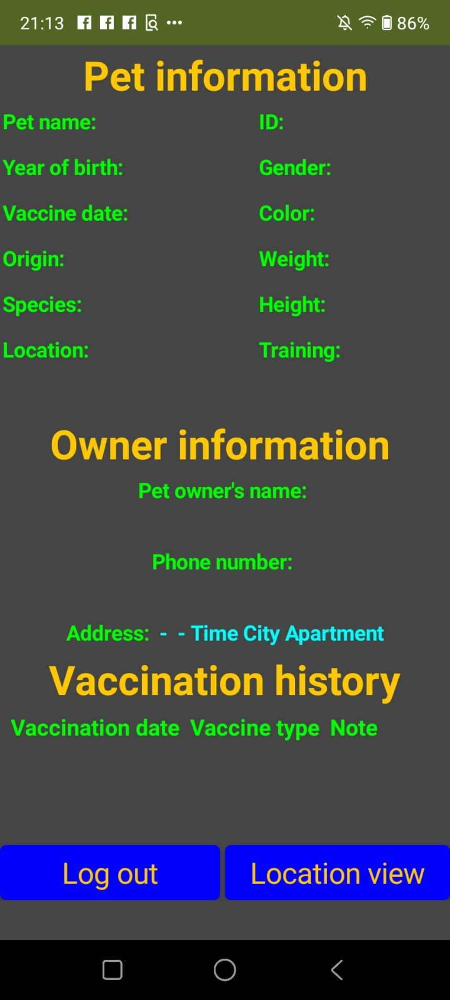 21:13 86%
Pet information
Pet name: ID:
Year of birth: Gender:
Vaccine date: Color:
Origin: Weight:
Species: Height:
Location: Training:
Owner information
Pet owner's name:
Phone number:
Address: - - Time City Apartment
Vaccination history
Vaccination date Vaccine type Note
Log out Location view